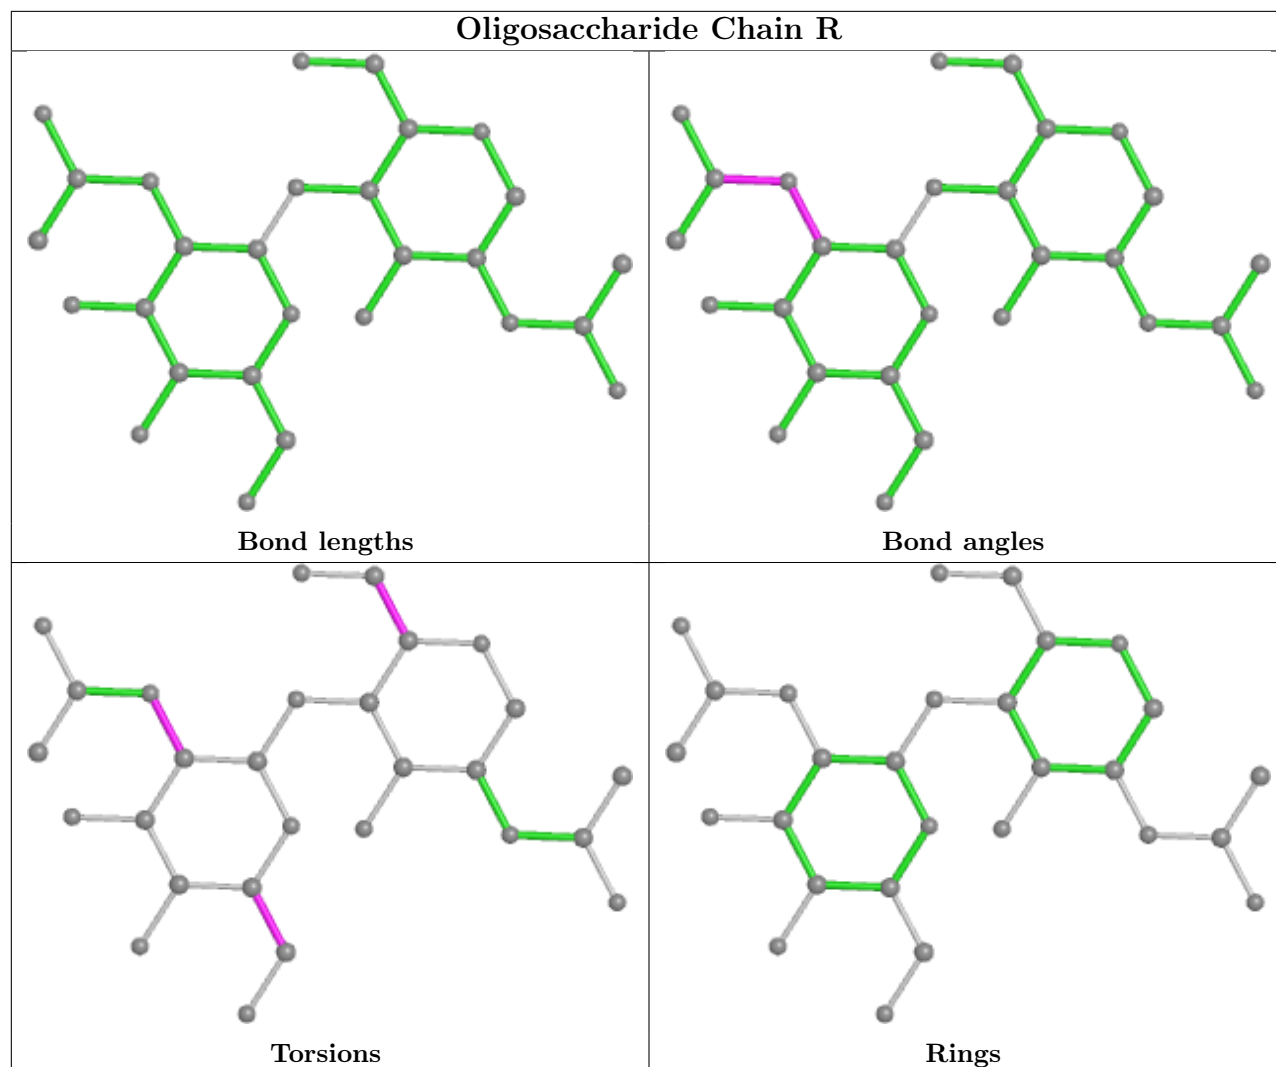 Oligosaccharide Chain R
Bond lengths
Bond angles
Torsions
Rings